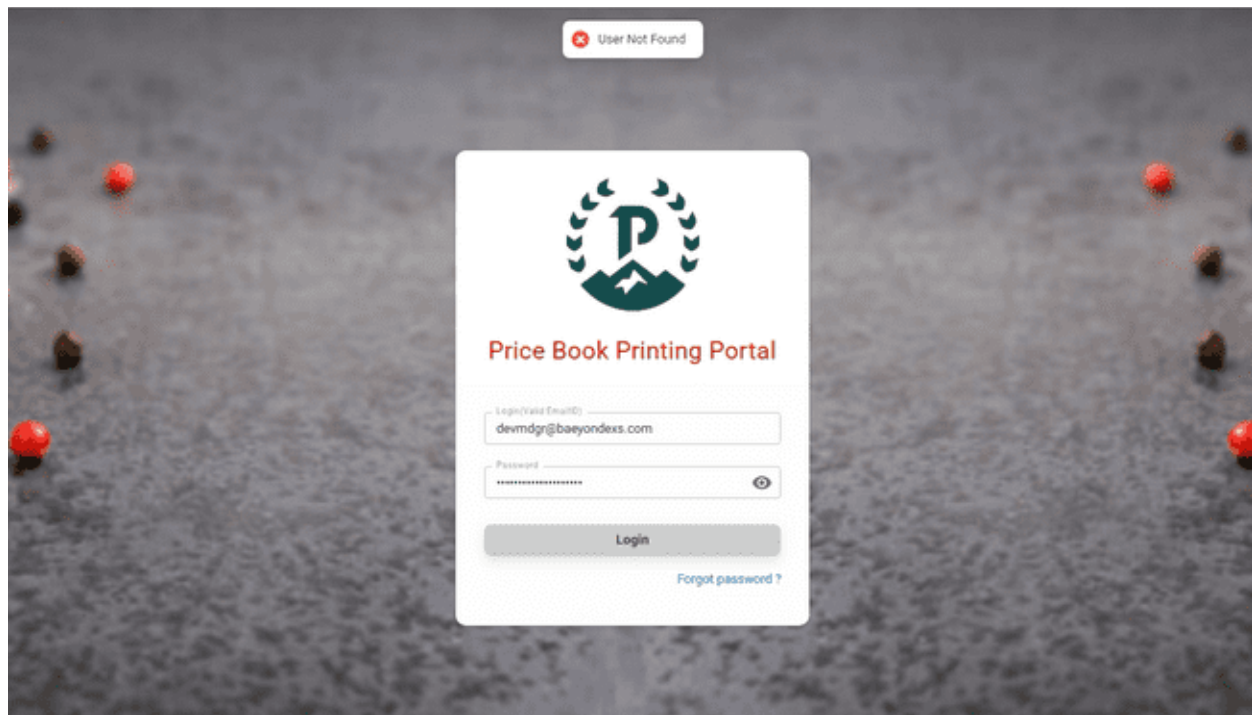 User Not Found
P
Price Book Printing Portal
Login(Valid EmailID)
devmdgr@baeyondexs.com
Password
Login
Forgot password ?